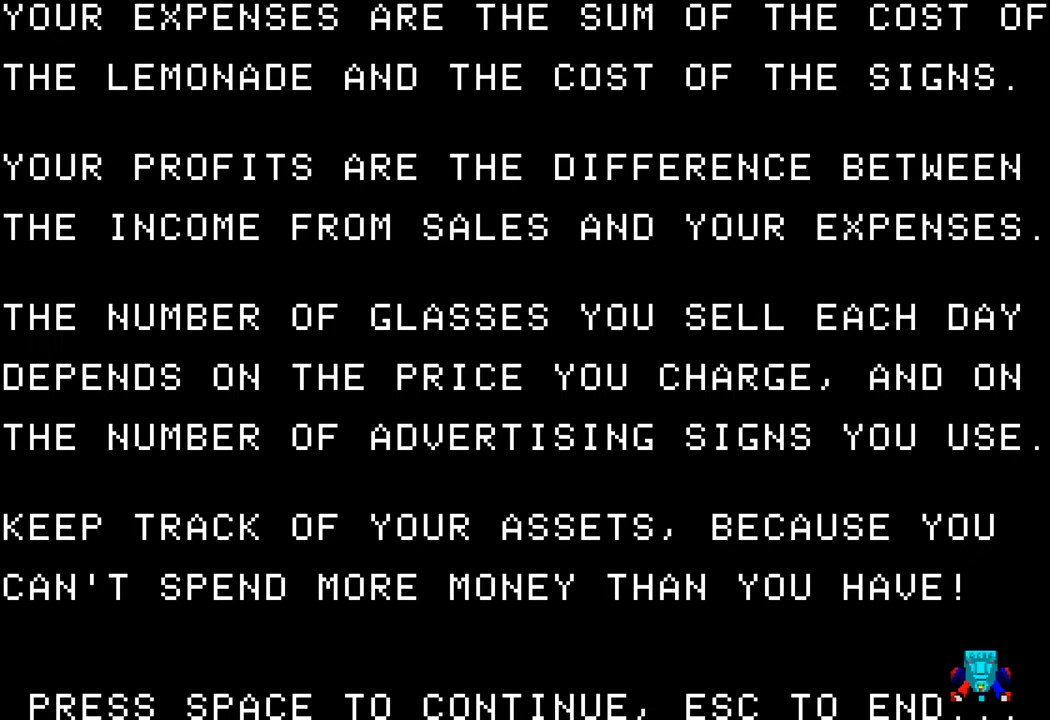 YOUR EXPENSES ARE THE SUM OF THE COST OF
THE LEMONADE AND THE COST OF THE SIGNS.
YOUR PROFITS ARE THE DIFFERENCE BETWEEN
THE INCOME FROM SALES AND YOUR EXPENSES.
THE NUMBER OF GLASSES YOU SELL EACH DAY
DEPENDS ON THE PRICE YOU CHARGE, AND ON
THE NUMBER OF ADVERTISING SIGNS YOU USE.
KEEP TRACK OF YOUR ASSETS, BECAUSE YOU
CAN'T SPEND MORE MONEY THAN YOU HAVE!
PRESS SPACE TO CONTINUE, ESC TO END